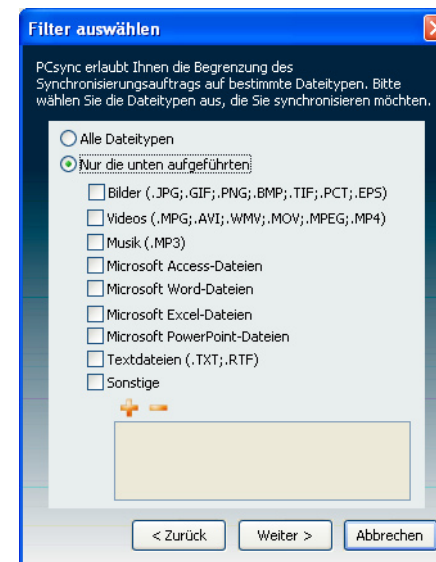 Filter auswählen
PCsync erlaubt Ihnen die Begrenzung des
Synchronisierungsauftrags auf bestimmte Dateitypen. Bitte
wählen Sie die Dateitypen aus, die Sie synchronisieren möchten.
Alle Dateitypen
Nur die unten aufgeführten
Bilder (.JPG;.GIF;.PNG;.BMP;.TIF;.PCT;.EPS)
Videos (.MPG;.AVI;.WMV;.MOV;.MPEG;.MP4)
Musik (.MP3)
Microsoft Access-Dateien
Microsoft Word-Dateien
Microsoft Excel-Dateien
Microsoft PowerPoint-Dateien
Textdateien (.TXT;.RTF)
Sonstige
< Zurück Weiter > Abbrechen